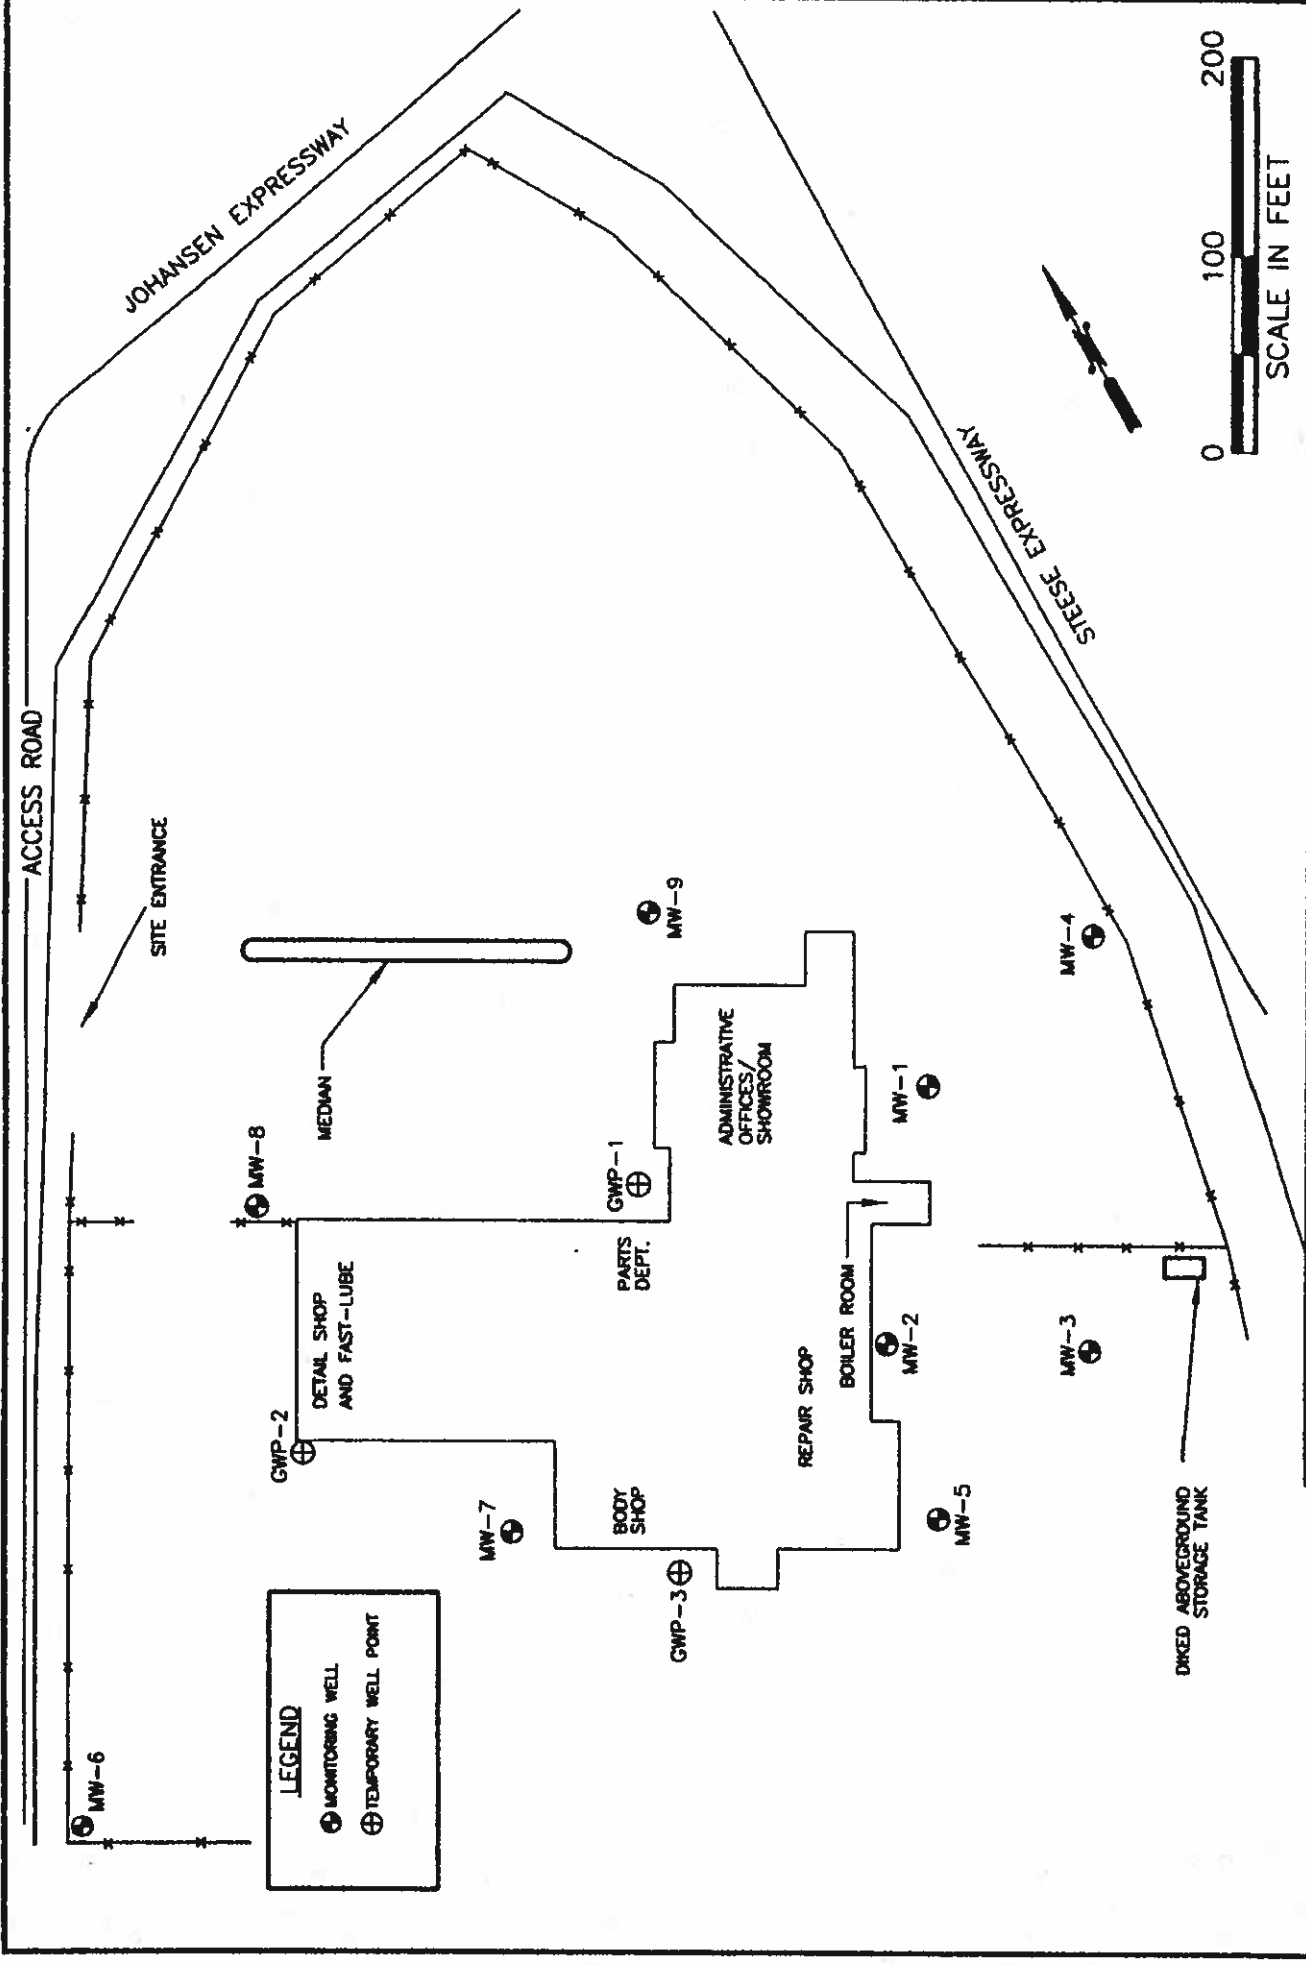 JOHANSEN EXPRESSWAY
ACCESS ROAD
SITE ENTRANCE
MEDIAN
STEESE EXPRESSWAY
0 100 200
SCALE IN FEET
MW-9
MW-4
MW-1
MW-8
GWP-1
ADMINISTRATIVE
OFFICES/
SHOWROOM
PARTS
DEPT.
DETAIL SHOP
AND FAST-LUBE
BOILER ROOM
REPAIR SHOP
MW-2
MW-3
GWP-2
MW-7
BODY
SHOP
MW-5
GWP-3
DIKED ABOVEGROUND
STORAGE TANK
MW-6
LEGEND
MONITORING WELL
TEMPORARY WELL POINT